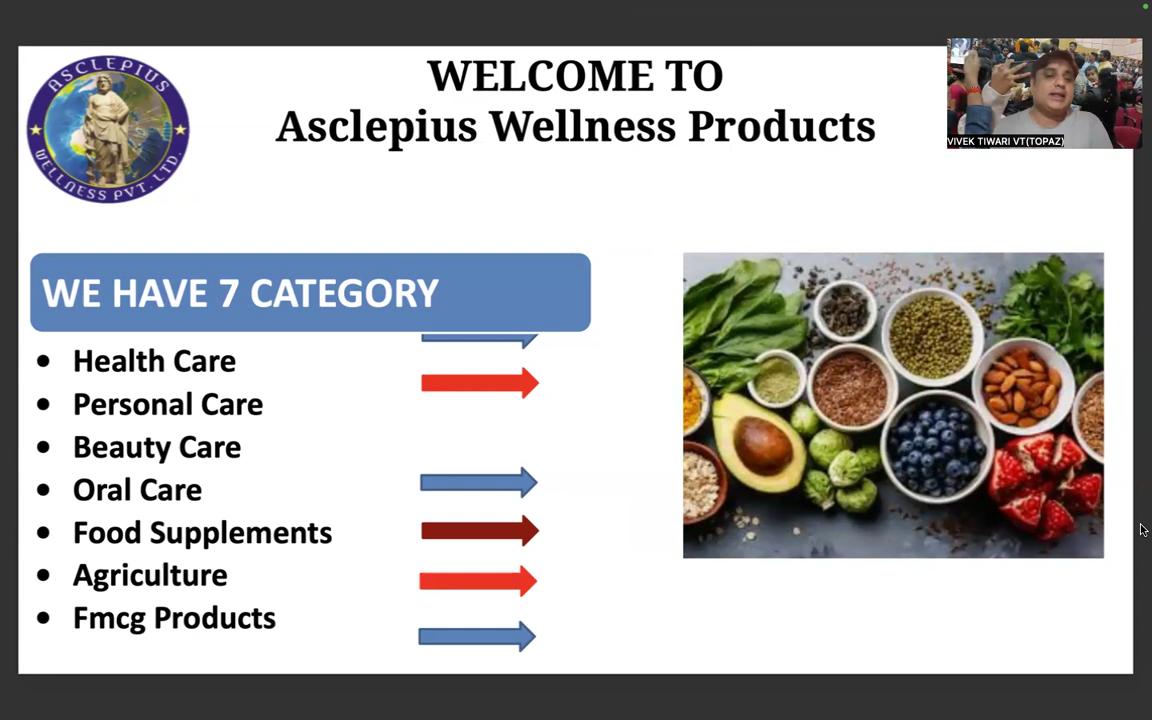 ASCLEPIUS
WELLNESS PVT. LTD.
WELCOME TO
Asclepius Wellness Products
VIVEK TIWARI VT(TOPAZ)
WE HAVE 7 CATEGORY
• Health Care
• Personal Care
• Beauty Care
• Oral Care
• Food Supplements
• Agriculture
• Fmcg Products